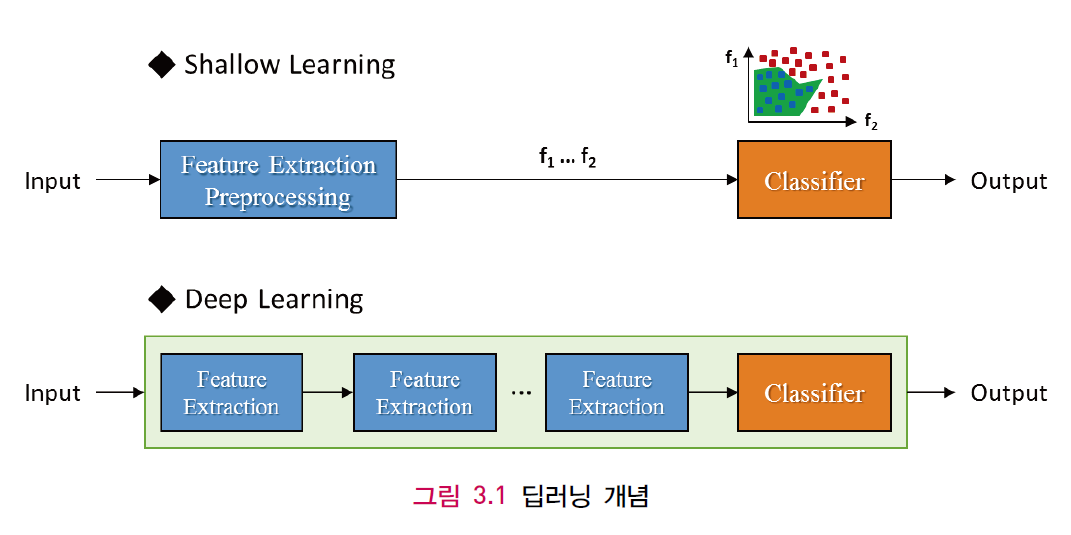 ◆ Shallow Learning
f₁
f₂
Input
Feature Extraction
Preprocessing
f₁ ... f₂
Classifier
Output
◆ Deep Learning
Input
Feature
Extraction
Feature
Extraction
...
Feature
Extraction
Classifier
Output
그림 3.1 딥러닝 개념